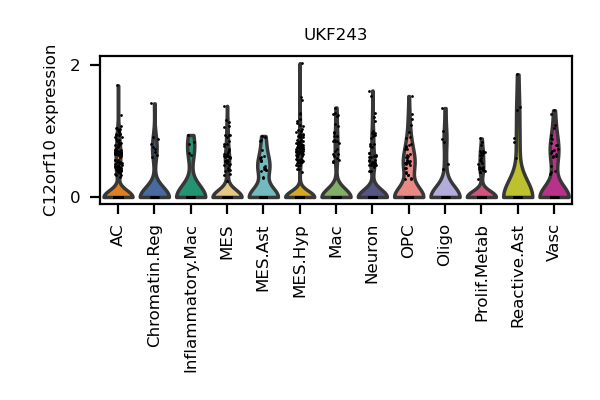 UKF243
C12orf10 expression
2
0
AC
Chromatin.Reg
Inflammatory.Mac
MES
MES.Ast
MES.Hyp
Mac
Neuron
OPC
Oligo
Prolif.Metab
Reactive.Ast
Vasc